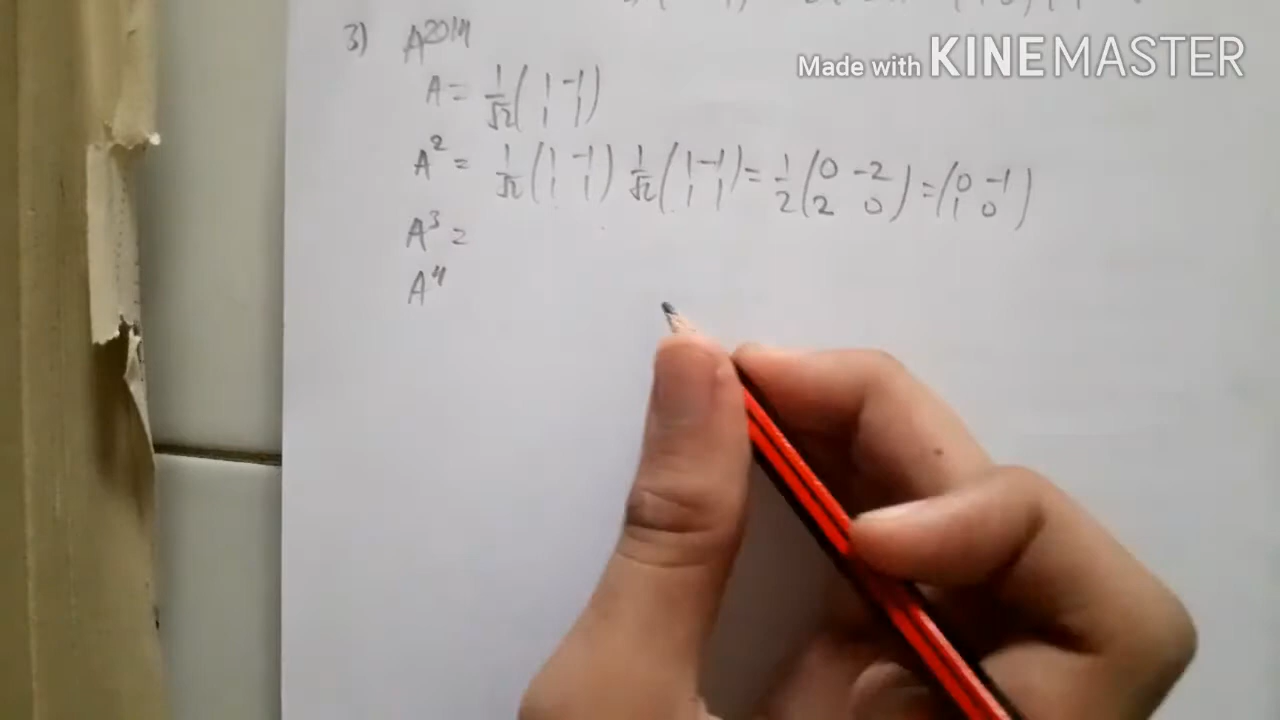 Made with KINEMASTER
3) A^2014
A = 1/√2 ( 1 -1 ; 1 1 )
A^2 = 1/√2 ( 1 -1 ; 1 1 ) 1/√2 ( 1 -1 ; 1 1 ) = 1/2 ( 0 -2 ; 2 0 ) = ( 0 -1 ; 1 0 )
A^3 =
A^4